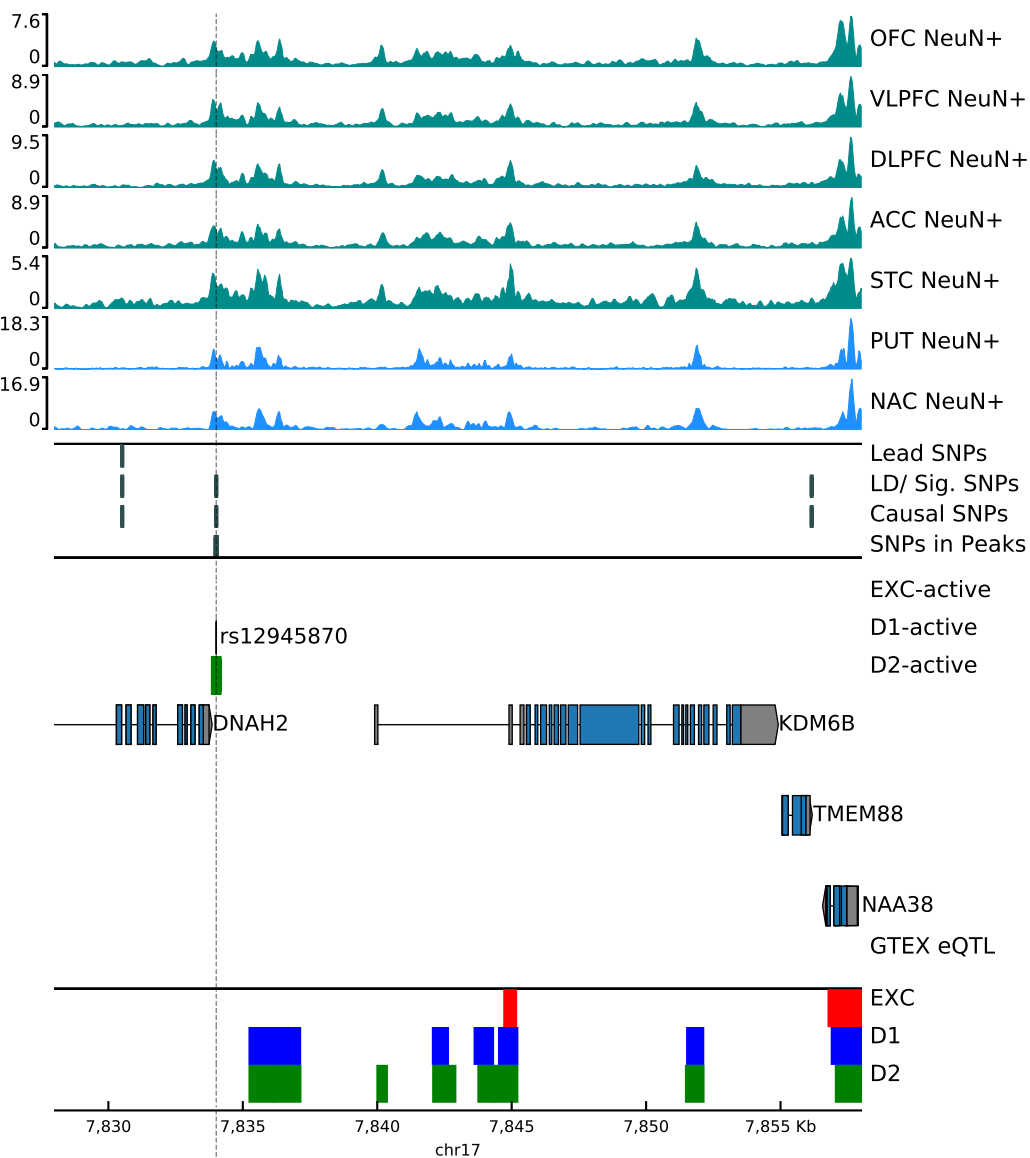 7.6
0
OFC NeuN+
8.9
0
VLPFC NeuN+
9.5
0
DLPFC NeuN+
8.9
0
ACC NeuN+
5.4
0
STC NeuN+
18.3
0
PUT NeuN+
16.9
0
NAC NeuN+
Lead SNPs
LD/ Sig. SNPs
Causal SNPs
SNPs in Peaks
EXC-active
D1-active
rs12945870
D2-active
DNAH2
KDM6B
TMEM88
NAA38
GTEX eQTL
EXC
D1
D2
7,830 7,835 7,840 7,845 7,850 7,855 Kb
chr17